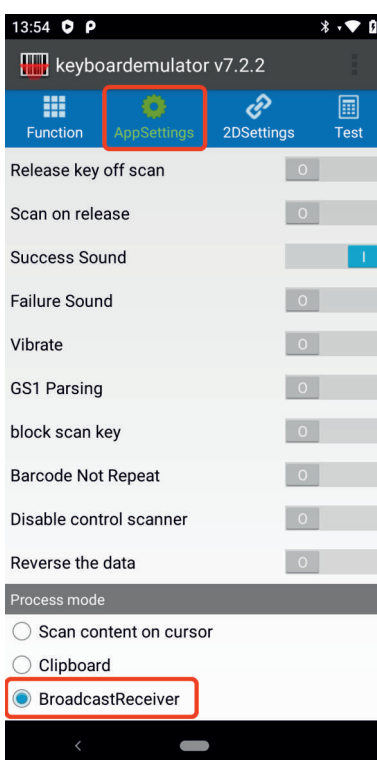 13:54
keyboardemulator v7.2.2
Function AppSettings 2DSettings Test
Release key off scan O
Scan on release O
Success Sound I
Failure Sound O
Vibrate O
GS1 Parsing O
block scan key O
Barcode Not Repeat O
Disable control scanner O
Reverse the data O
Process mode
Scan content on cursor
Clipboard
BroadcastReceiver